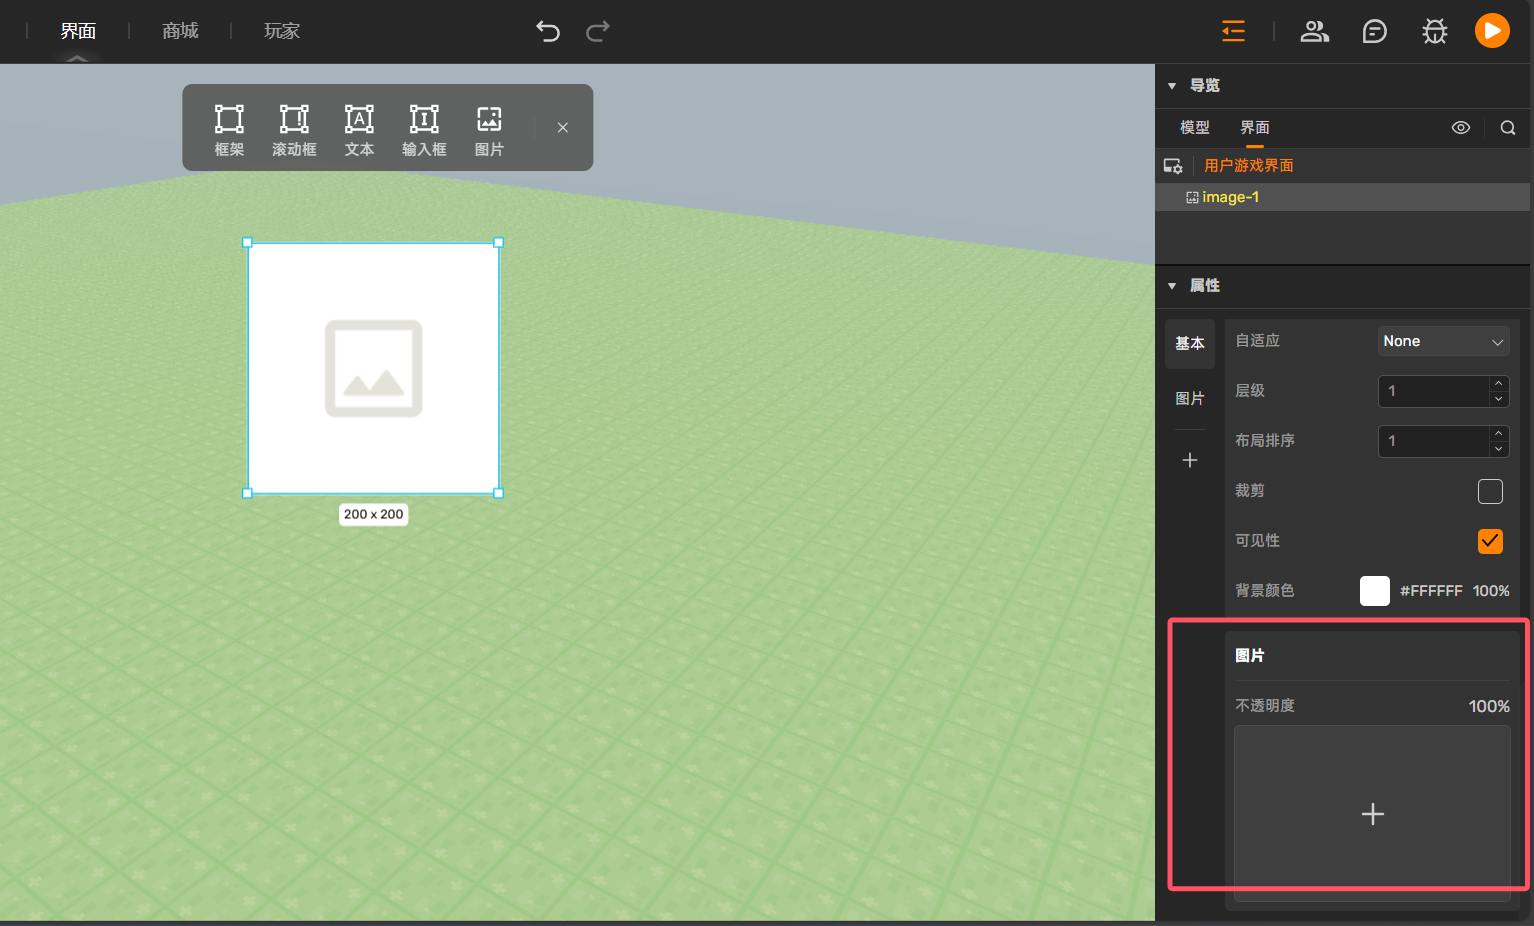 界面 商城 玩家
框架 滚动框 文本 输入框 图片
200 x 200
导览
模型 界面
用户游戏界面
image-1
属性
基本
图片
自适应 None
层级 1
布局排序 1
裁剪
可见性
背景颜色 #FFFFFF 100%
图片
不透明度 100%